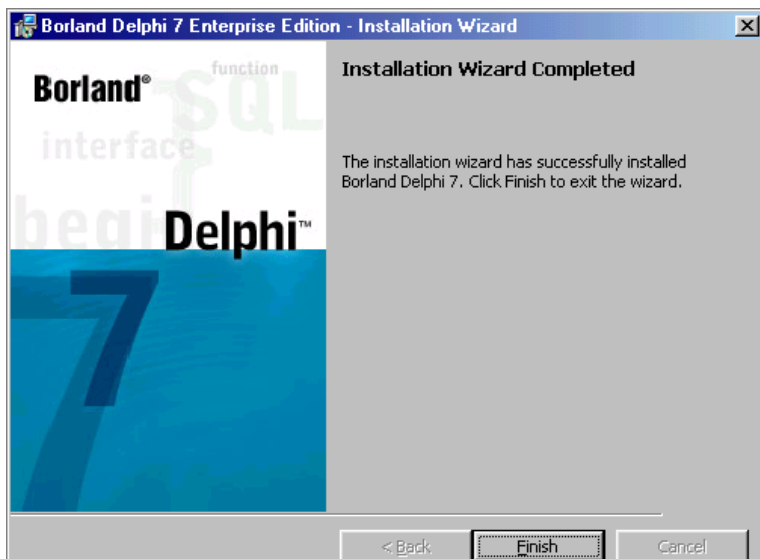 Borland Delphi 7 Enterprise Edition - Installation Wizard
function
Borland®
SQL
interface
begin
Delphi™
7
7
Installation Wizard Completed
The installation wizard has successfully installed
Borland Delphi 7. Click Finish to exit the wizard.
< Back
Finish
Cancel